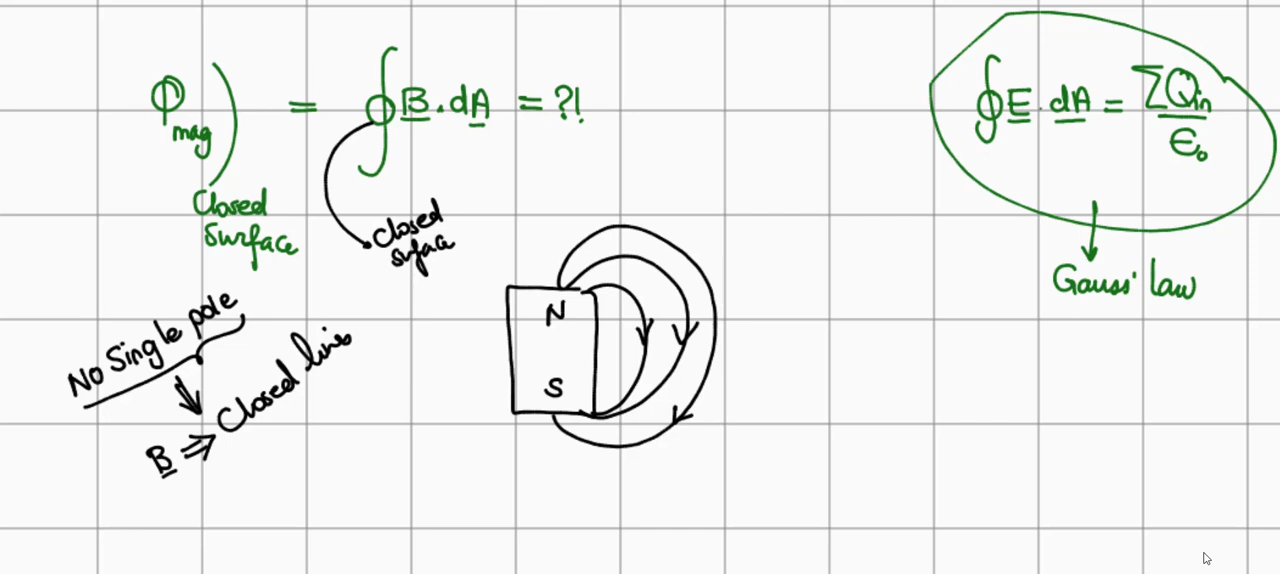 Φmag) = ∮B.dA = ?!
Closed
Surface
closed
surface
∮E.dA = ΣQin/ϵ₀
Gauss' law
No Single pole
B ⇒ Closed lines
N
S